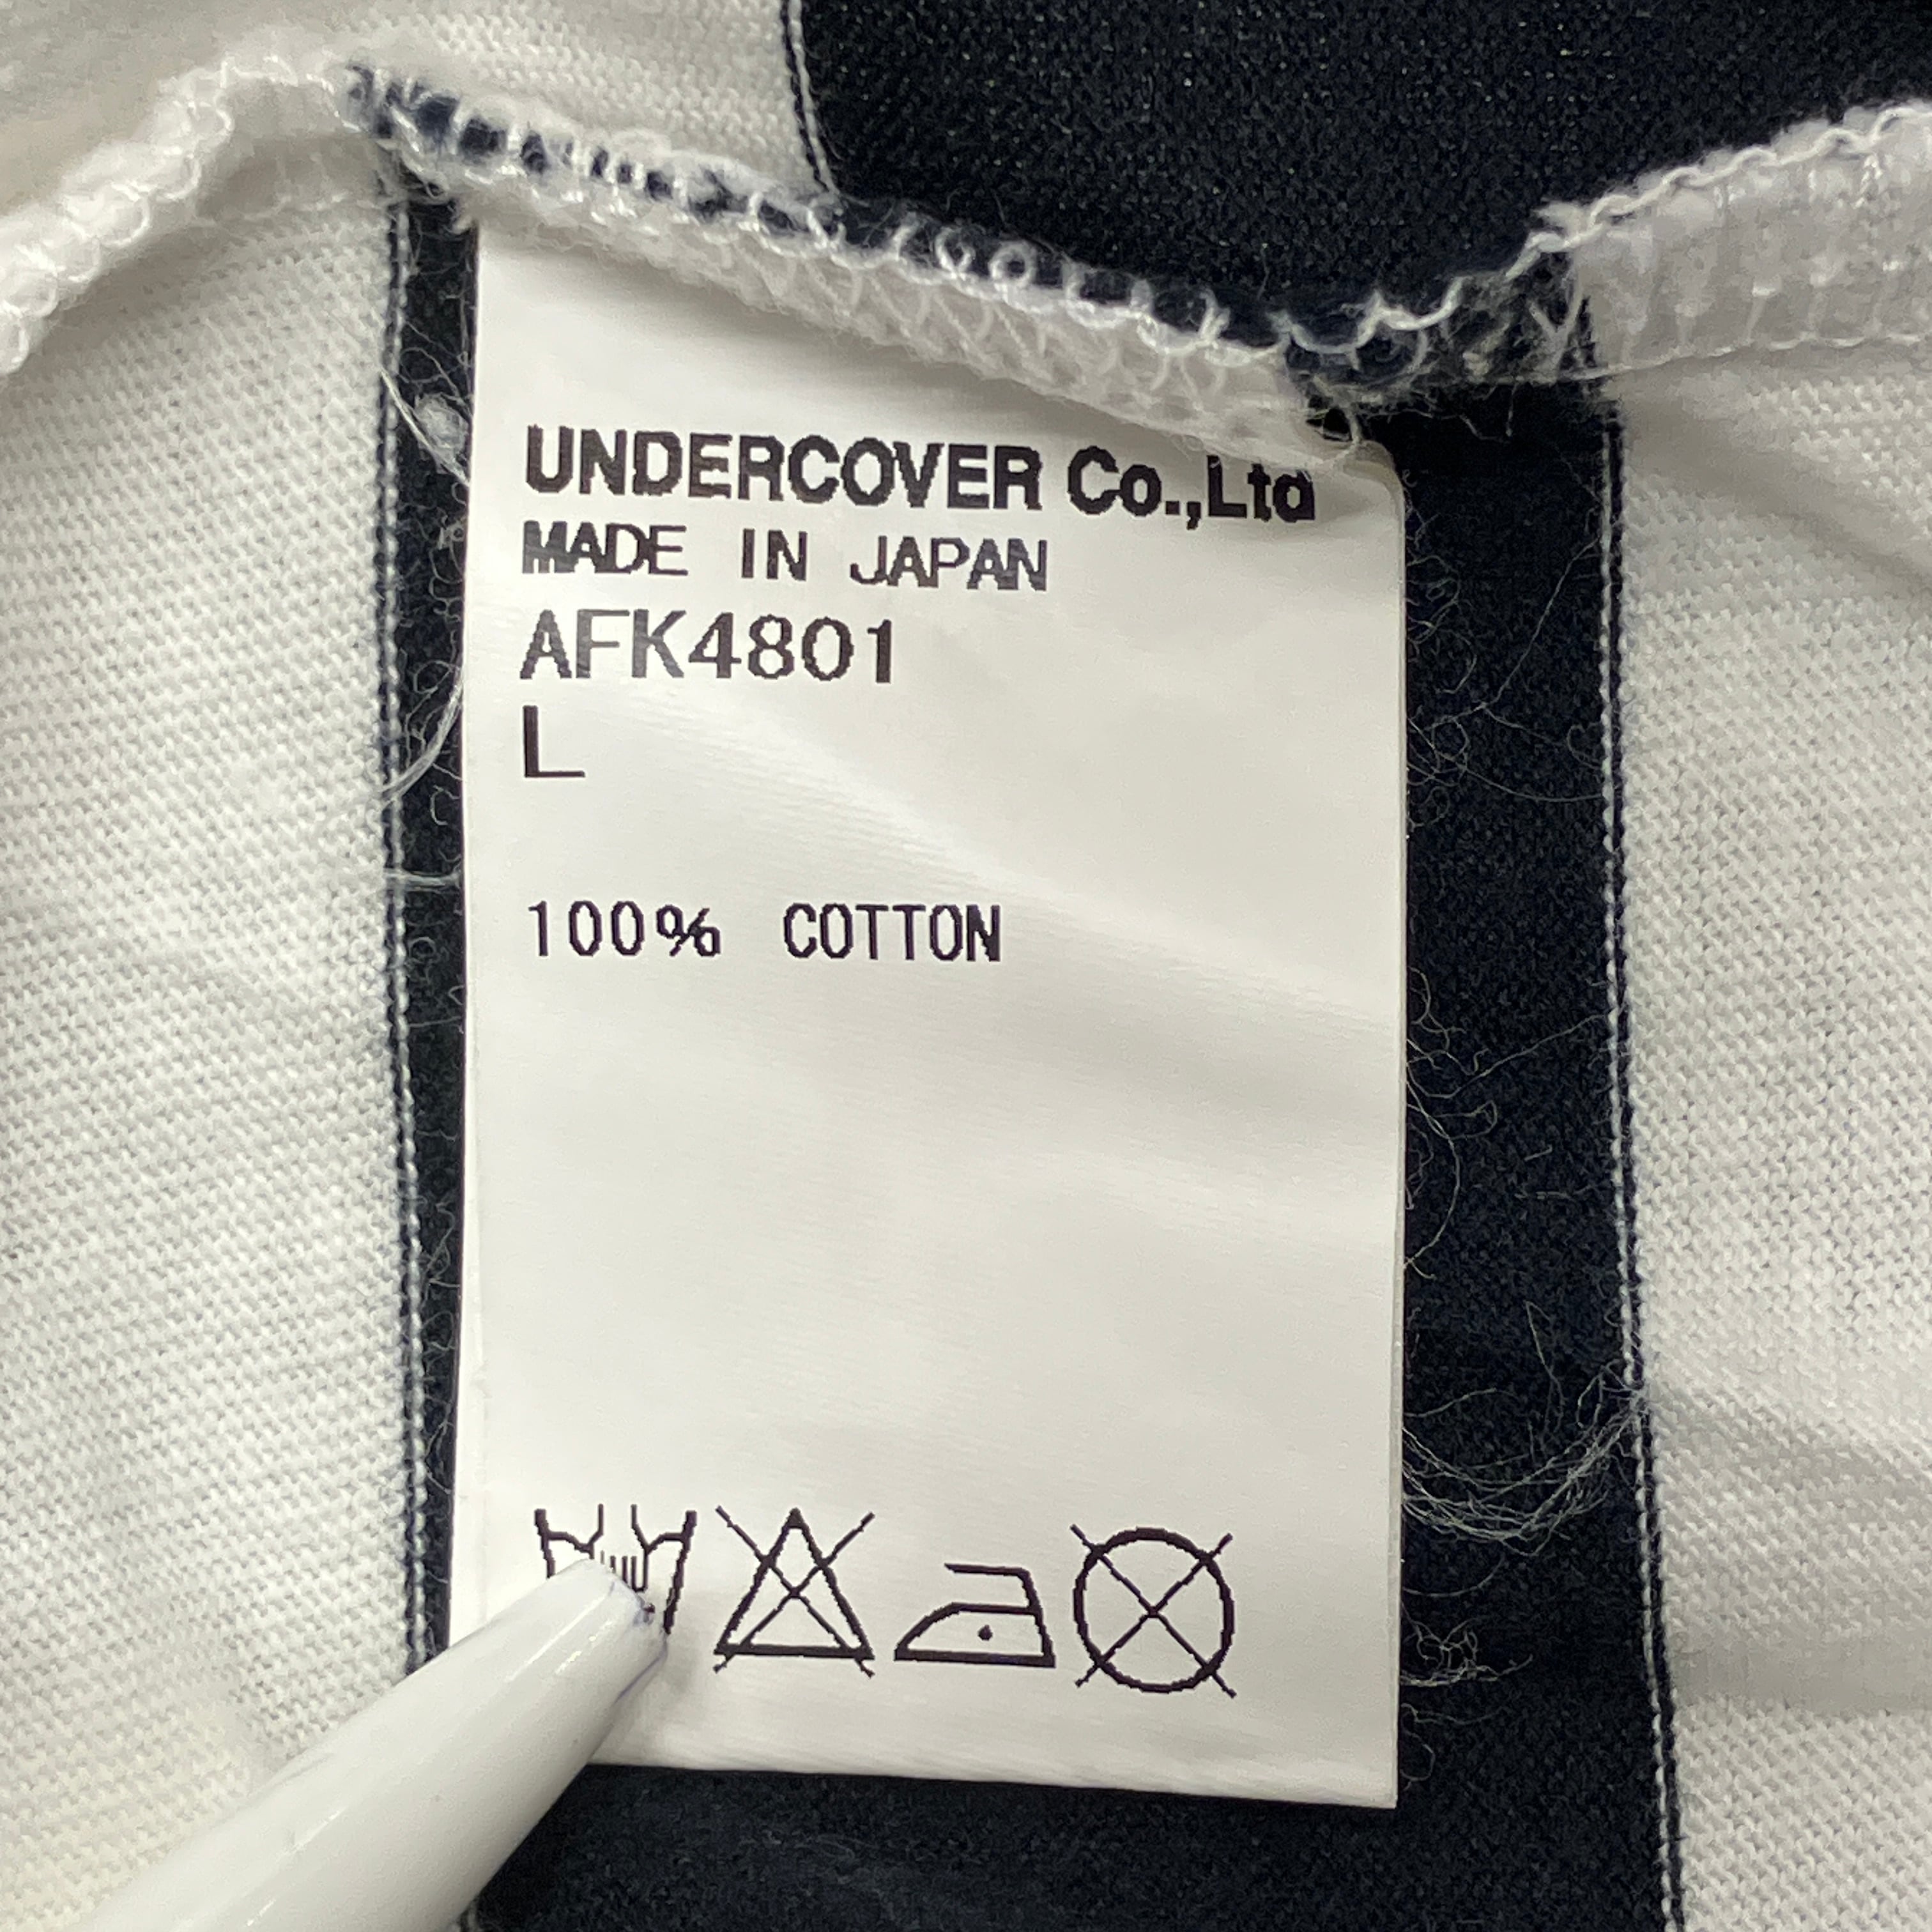 UNDERCOVER Co.,Ltd
MADE IN JAPAN
AFK4801
L
100% COTTON